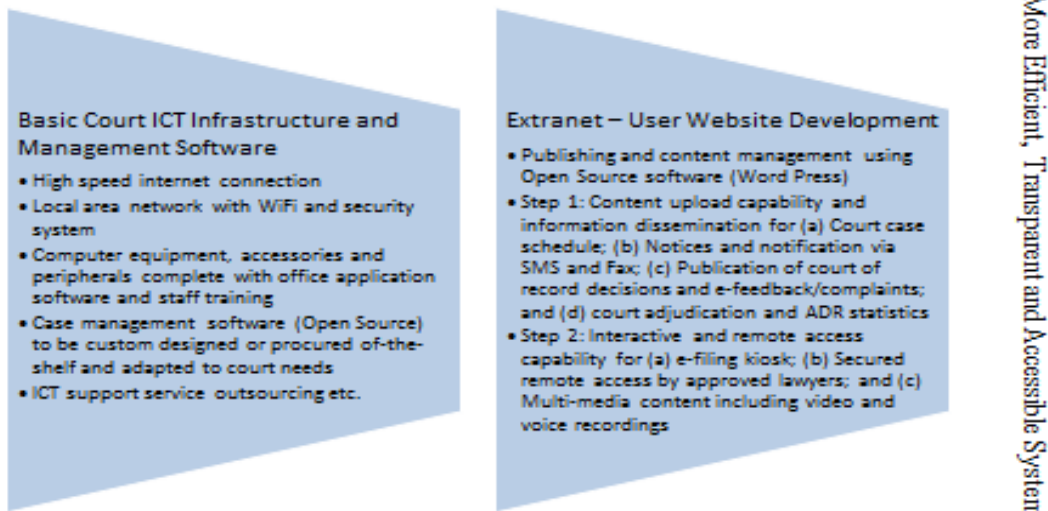 Basic Court ICT Infrastructure and
Management Software
• High speed internet connection
• Local area network with WiFi and security
system
• Computer equipment, accessories and
peripherals complete with office application
software and staff training
• Case management software (Open Source)
to be custom designed or procured of-the-
shelf and adapted to court needs
• ICT support service outsourcing etc.
Extranet – User Website Development
• Publishing and content management using
Open Source software (Word Press)
• Step 1: Content upload capability and
information dissemination for (a) Court case
schedule; (b) Notices and notification via
SMS and Fax; (c) Publication of court of
record decisions and e-feedback/complaints;
and (d) court adjudication and ADR statistics
• Step 2: Interactive and remote access
capability for (a) e-filing kiosk; (b) Secured
remote access by approved lawyers; and (c)
Multi-media content including video and
voice recordings
More Efficient, Transparent and Accessible System